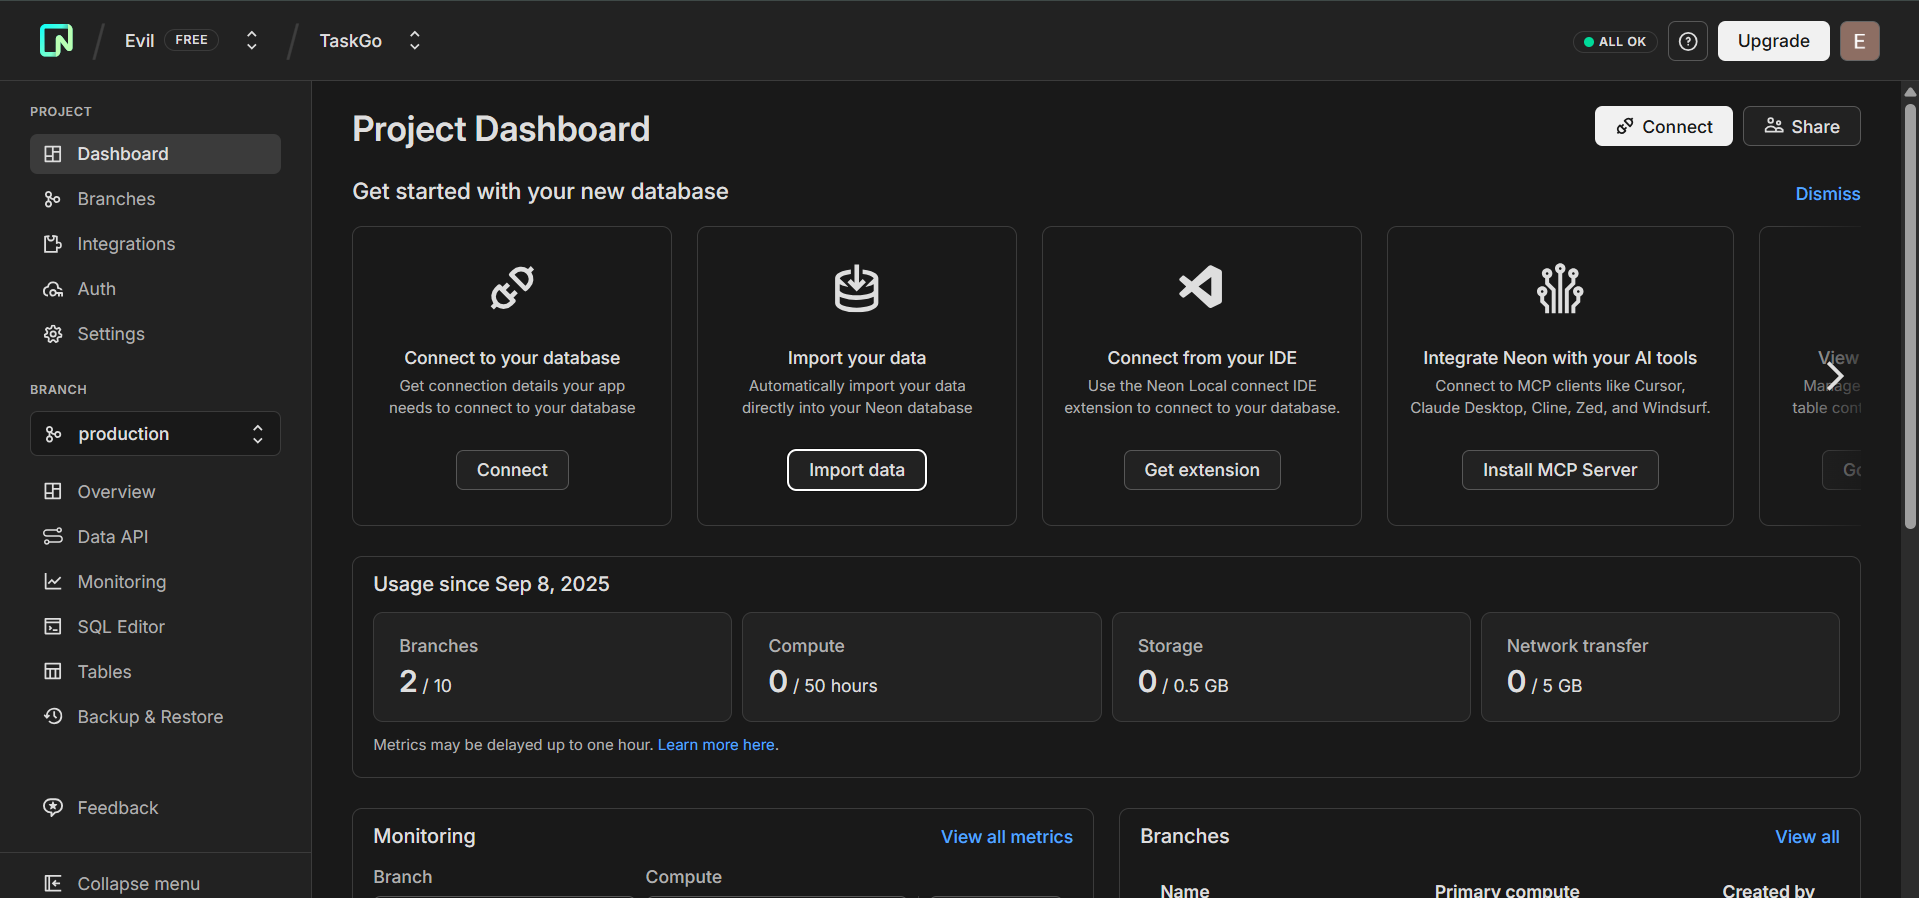 Evil FREE TaskGo ALL OK Upgrade E
PROJECT
Dashboard
Branches
Integrations
Auth
Settings
BRANCH
production
Overview
Data API
Monitoring
SQL Editor
Tables
Backup & Restore
Feedback
Collapse menu
Project Dashboard
Connect
Share
Get started with your new database
Dismiss
Connect to your database
Get connection details your app
needs to connect to your database
Connect
Import your data
Automatically import your data
directly into your Neon database
Import data
Connect from your IDE
Use the Neon Local connect IDE
extension to connect to your database.
Get extension
Integrate Neon with your AI tools
Connect to MCP clients like Cursor,
Claude Desktop, Cline, Zed, and Windsurf.
Install MCP Server
View
table
Usage since Sep 8, 2025
Branches
2 / 10
Compute
0 / 50 hours
Storage
0 / 0.5 GB
Network transfer
0 / 5 GB
Metrics may be delayed up to one hour. Learn more here.
Monitoring
View all metrics
Branch
Compute
Branches
View all
Name
Primary compute
Created by